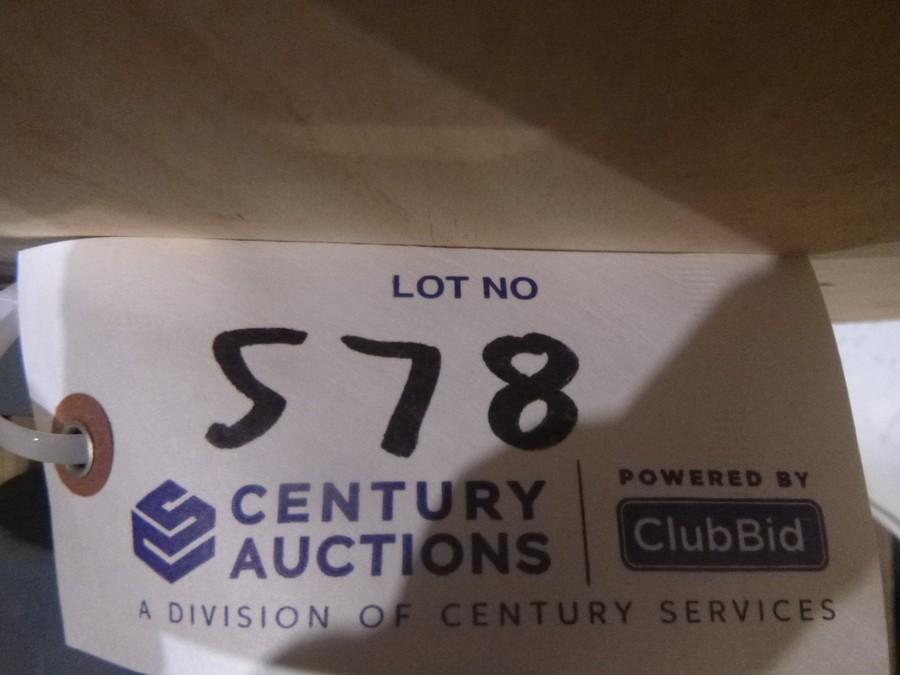 LOT NO
578
CENTURY
AUCTIONS
POWERED BY
ClubBid
A DIVISION OF CENTURY SERVICES